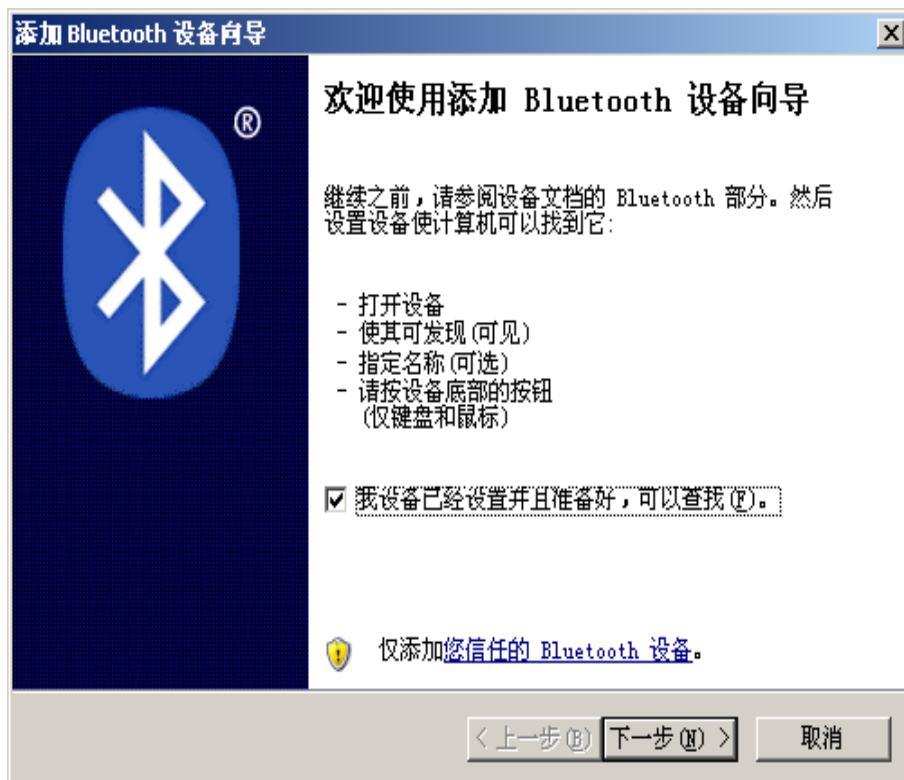 添加 Bluetooth 设备向导
®
欢迎使用添加 Bluetooth 设备向导
继续之前，请参阅设备文档的 Bluetooth 部分。然后
设置设备使计算机可以找到它:
- 打开设备
- 使其可发现(可见)
- 指定名称(可选)
- 请按设备底部的按钮
(仅键盘和鼠标)
我设备已经设置并且准备好，可以查找(F)。
仅添加您信任的 Bluetooth 设备。
< 上一步(B) 下一步(N) > 取消